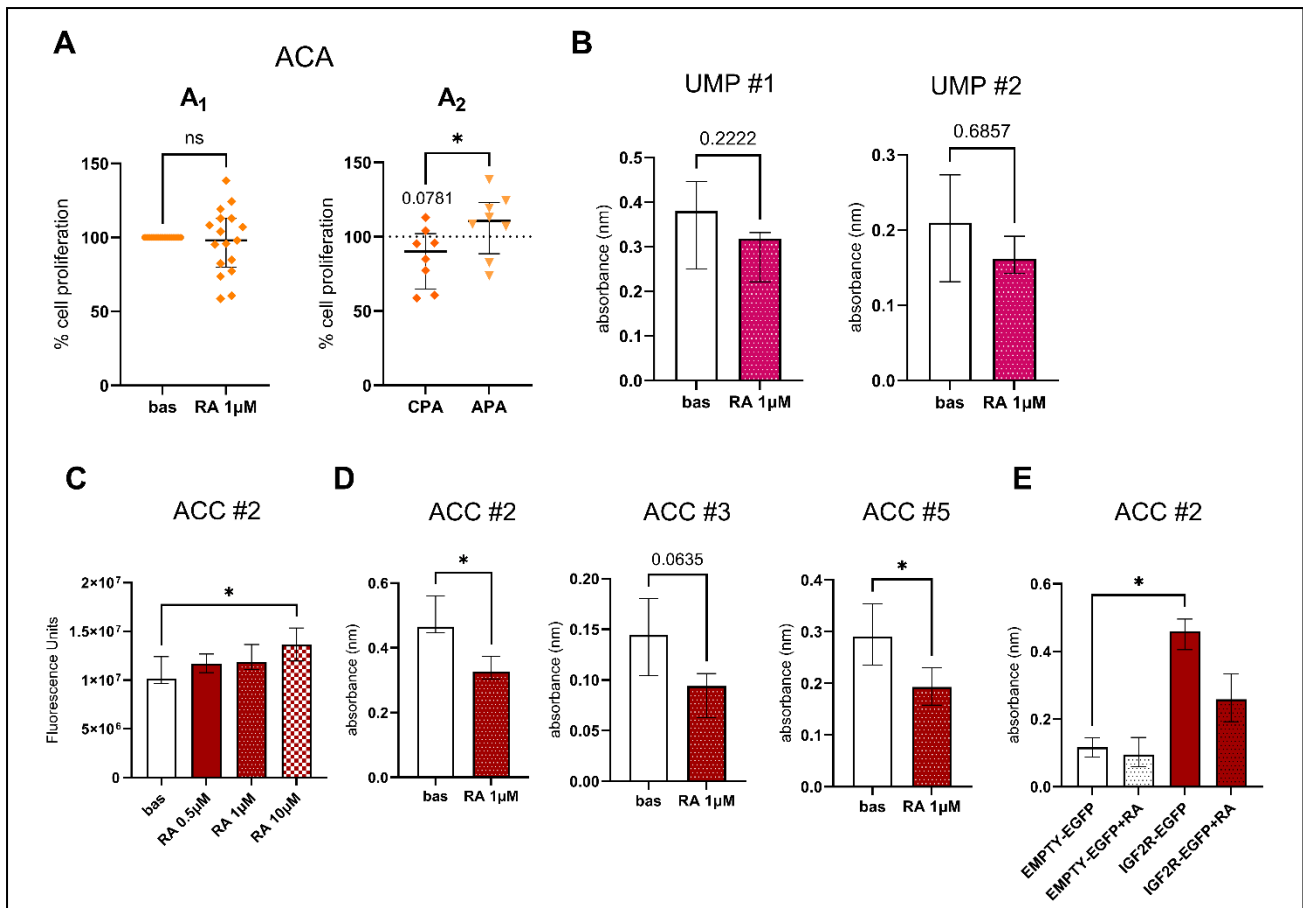 A
ACA
A₁
ns
% cell proliferation
150
100
50
0
bas
RA 1µM
A₂
*
0.0781
% cell proliferation
150
100
50
0
CPA
APA
B
UMP #1
0.2222
absorbance (nm)
0.5
0.4
0.3
0.2
0.1
0.0
bas
RA 1µM
UMP #2
0.6857
absorbance (nm)
0.3
0.2
0.1
0.0
bas
RA 1µM
C
ACC #2
*
Fluorescence Units
2×10⁷
1.5×10⁷
1×10⁷
5×10⁶
0
bas
RA 0.5µM
RA 1µM
RA 10µM
D
ACC #2
*
absorbance (nm)
0.6
0.4
0.2
0.0
bas
RA 1µM
ACC #3
0.0635
absorbance (nm)
0.20
0.15
0.10
0.05
0.00
bas
RA 1µM
ACC #5
*
absorbance (nm)
0.4
0.3
0.2
0.1
0.0
bas
RA 1µM
E
ACC #2
*
absorbance (nm)
0.6
0.4
0.2
0.0
EMPTY-EGFP
EMPTY-EGFP+RA
IGF2R-EGFP
IGF2R-EGFP+RA